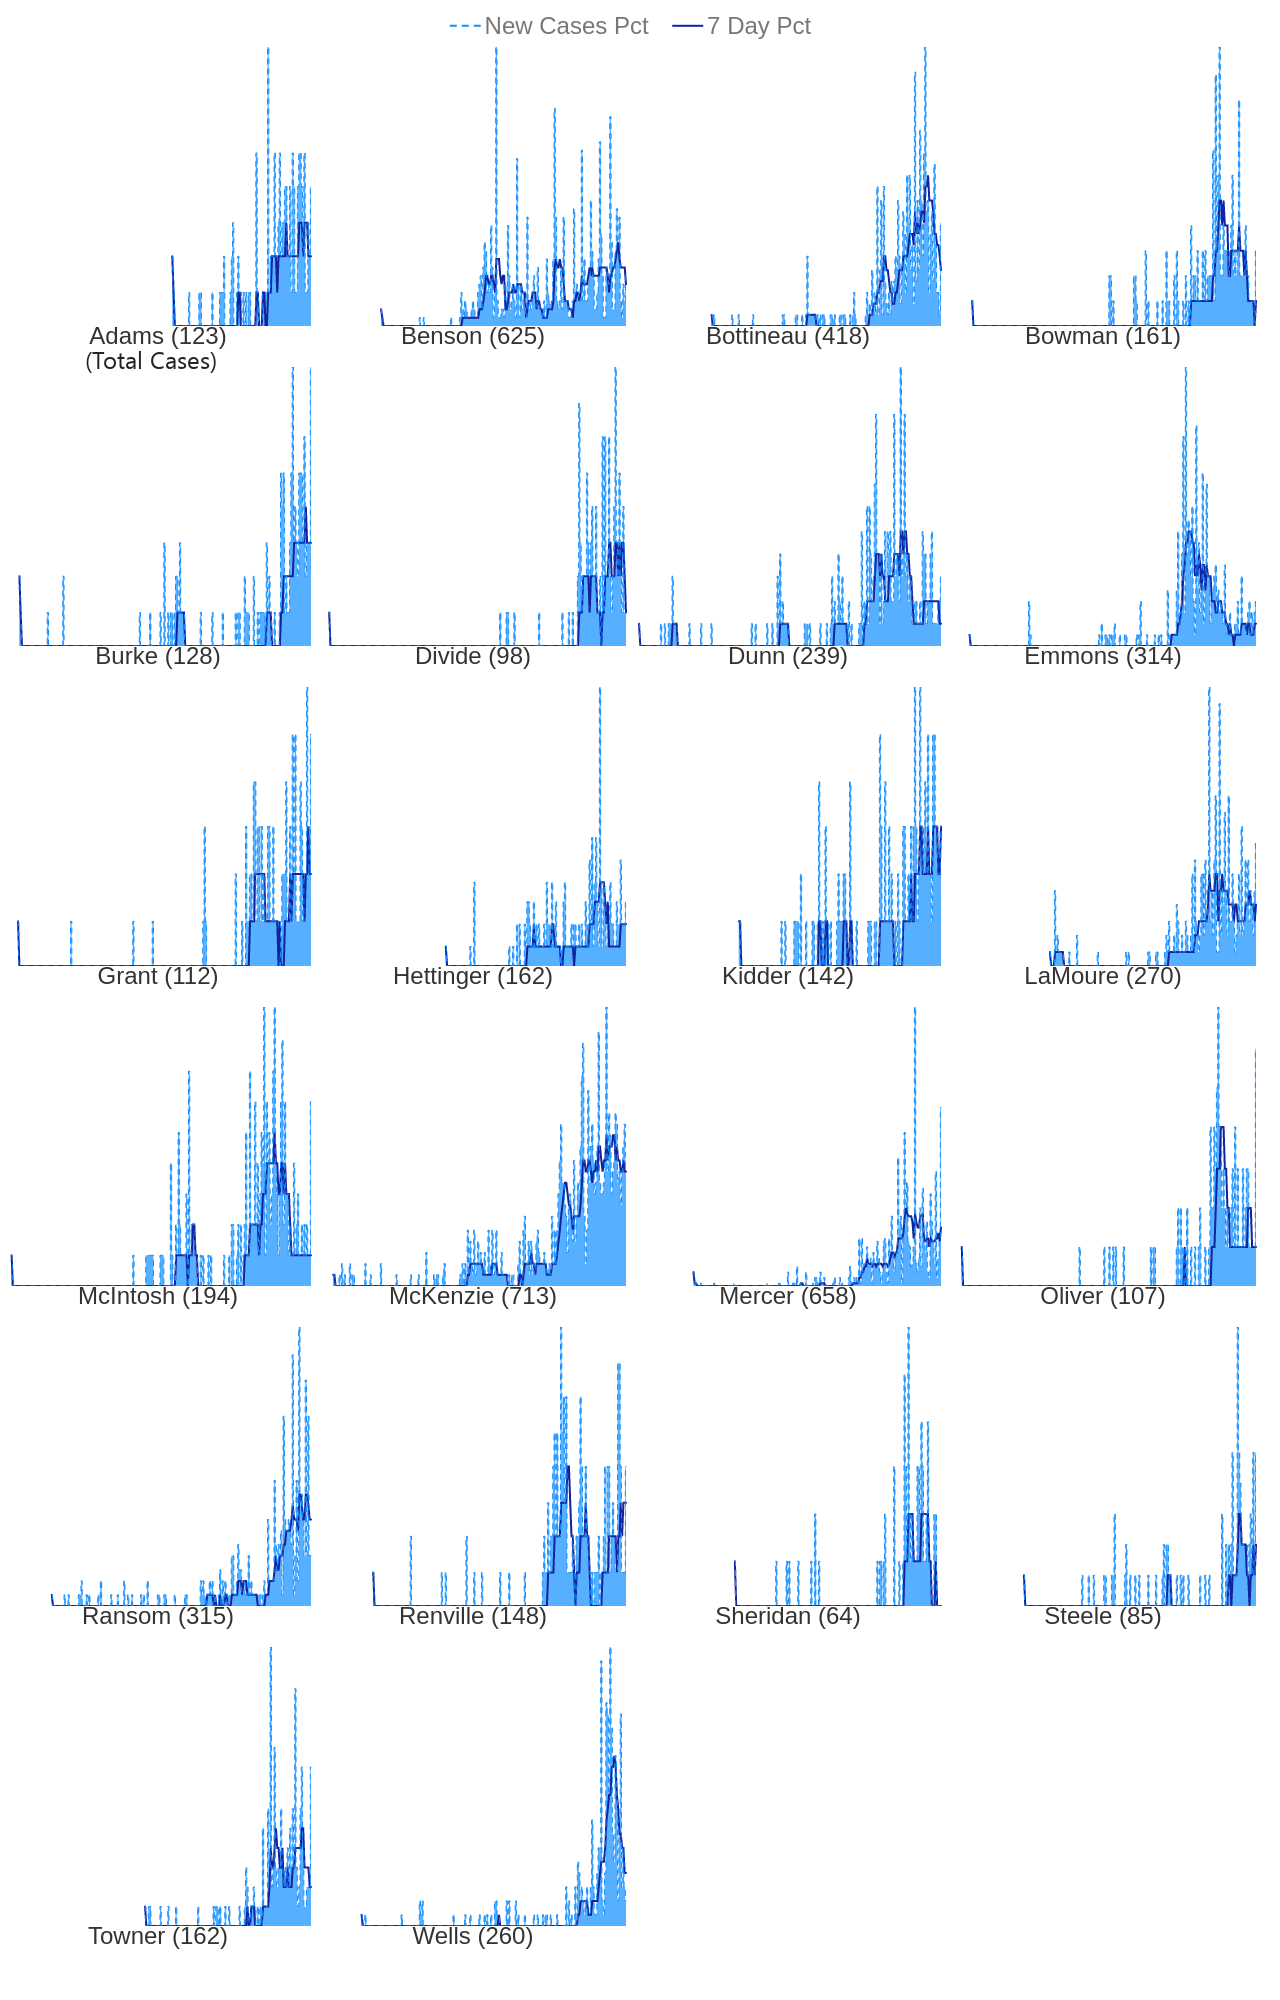 New Cases Pct 7 Day Pct
Adams (123) Benson (625) Bottineau (418) Bowman (161)
(Total Cases)
Burke (128) Divide (98) Dunn (239) Emmons (314)
Grant (112) Hettinger (162) Kidder (142) LaMoure (270)
McIntosh (194) McKenzie (713) Mercer (658) Oliver (107)
Ransom (315) Renville (148) Sheridan (64) Steele (85)
Towner (162) Wells (260)